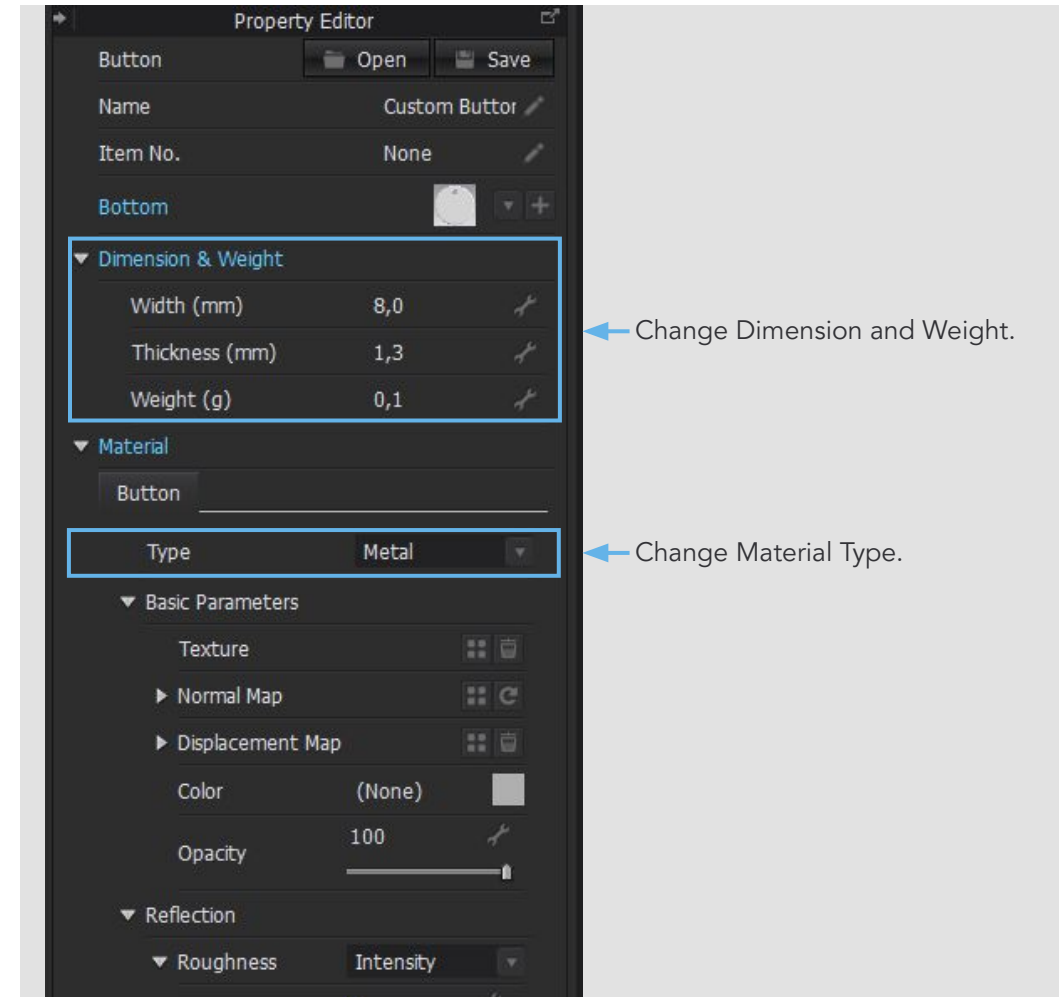 Property Editor
Button Open Save
Name Custom Buttor
Item No. None
Bottom
Dimension & Weight
Width (mm) 8,0
Thickness (mm) 1,3
Weight (g) 0,1
Change Dimension and Weight.
Material
Button
Type Metal
Change Material Type.
Basic Parameters
Texture
Normal Map
Displacement Map
Color (None)
Opacity 100
Reflection
Roughness Intensity